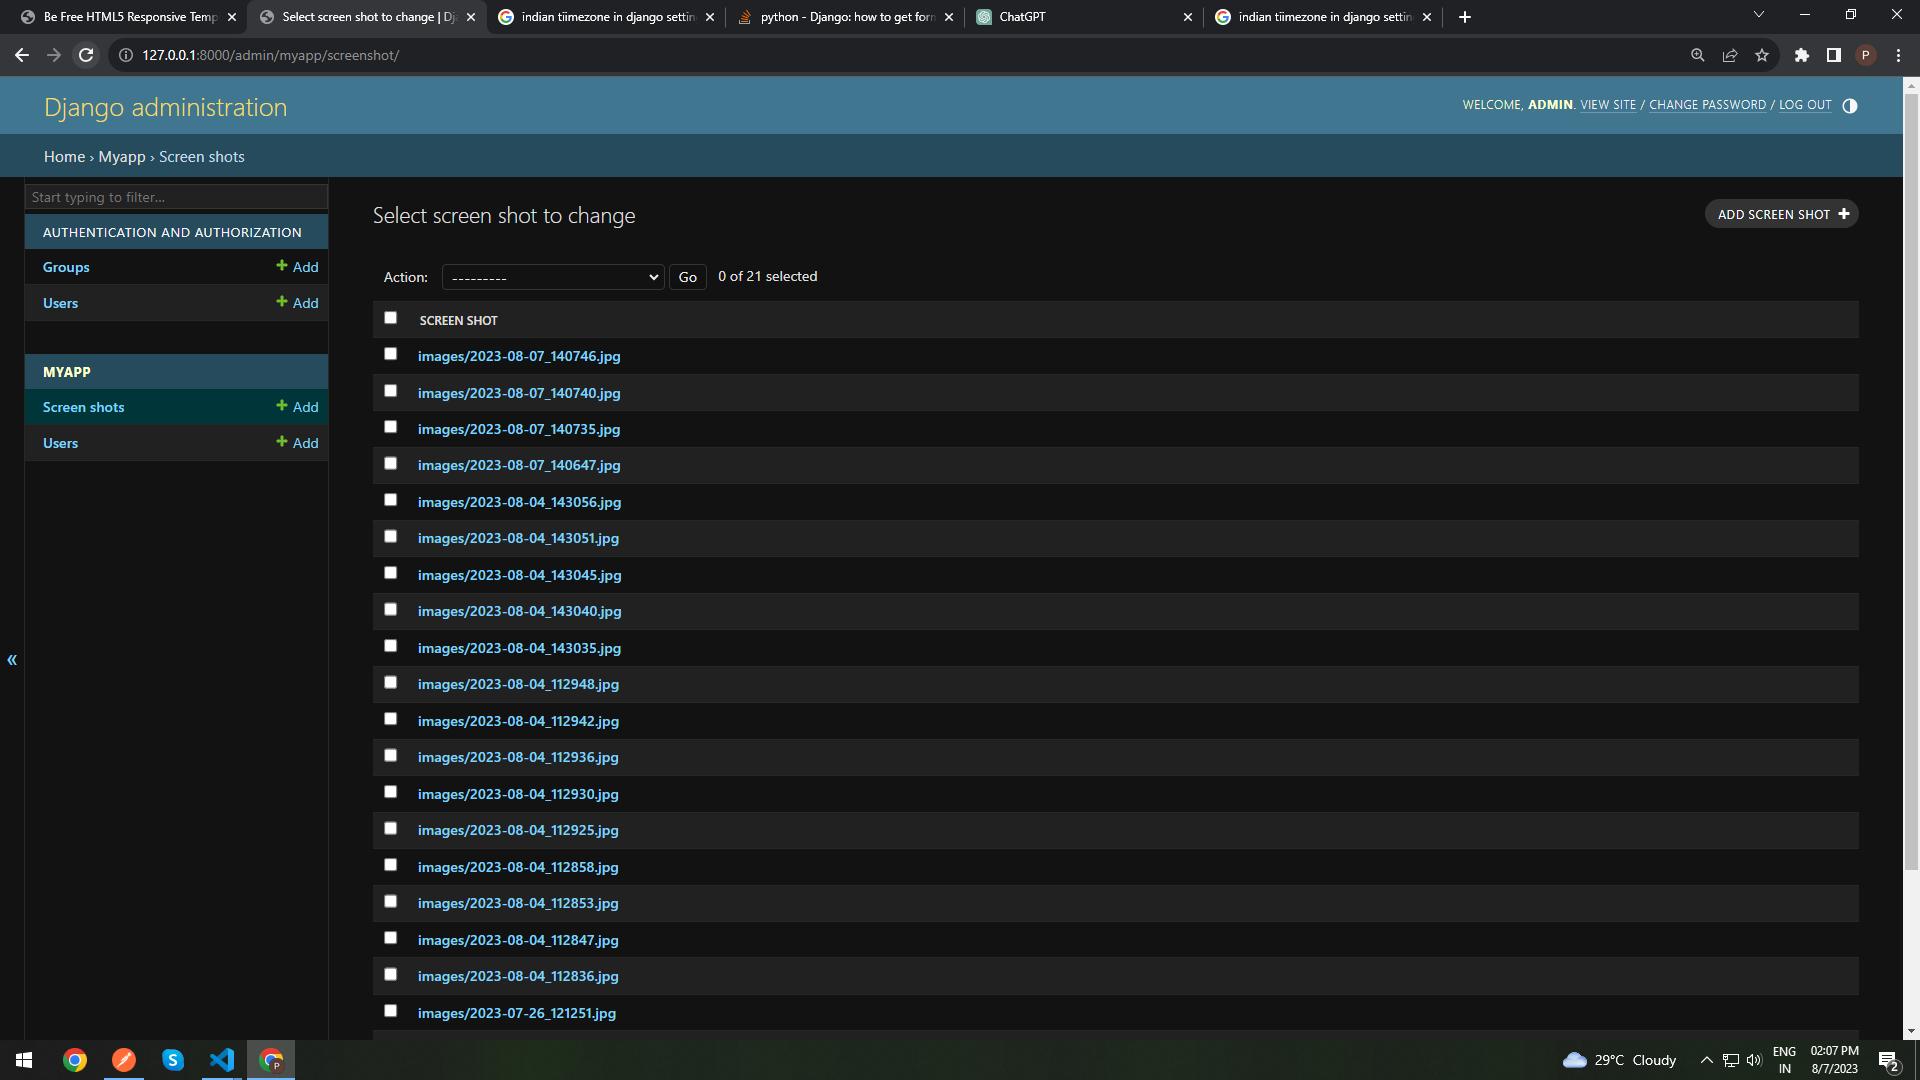 Be Free HTML5 Responsive Temp
Select screen shot to change | Dj
indian tiimezone in django settin
python - Django: how to get form
ChatGPT
indian tiimezone in django settin
127.0.0.1:8000/admin/myapp/screenshot/
P
Django administration
WELCOME, ADMIN. VIEW SITE / CHANGE PASSWORD / LOG OUT
Home › Myapp › Screen shots
Start typing to filter...
AUTHENTICATION AND AUTHORIZATION
Groups + Add
Users + Add
MYAPP
Screen shots + Add
Users + Add
«
Select screen shot to change
ADD SCREEN SHOT +
Action: --------- Go 0 of 21 selected
SCREEN SHOT
images/2023-08-07_140746.jpg
images/2023-08-07_140740.jpg
images/2023-08-07_140735.jpg
images/2023-08-07_140647.jpg
images/2023-08-04_143056.jpg
images/2023-08-04_143051.jpg
images/2023-08-04_143045.jpg
images/2023-08-04_143040.jpg
images/2023-08-04_143035.jpg
images/2023-08-04_112948.jpg
images/2023-08-04_112942.jpg
images/2023-08-04_112936.jpg
images/2023-08-04_112930.jpg
images/2023-08-04_112925.jpg
images/2023-08-04_112858.jpg
images/2023-08-04_112853.jpg
images/2023-08-04_112847.jpg
images/2023-08-04_112836.jpg
images/2023-07-26_121251.jpg
S
P
29°C Cloudy
ENG
IN
02:07 PM
8/7/2023
2